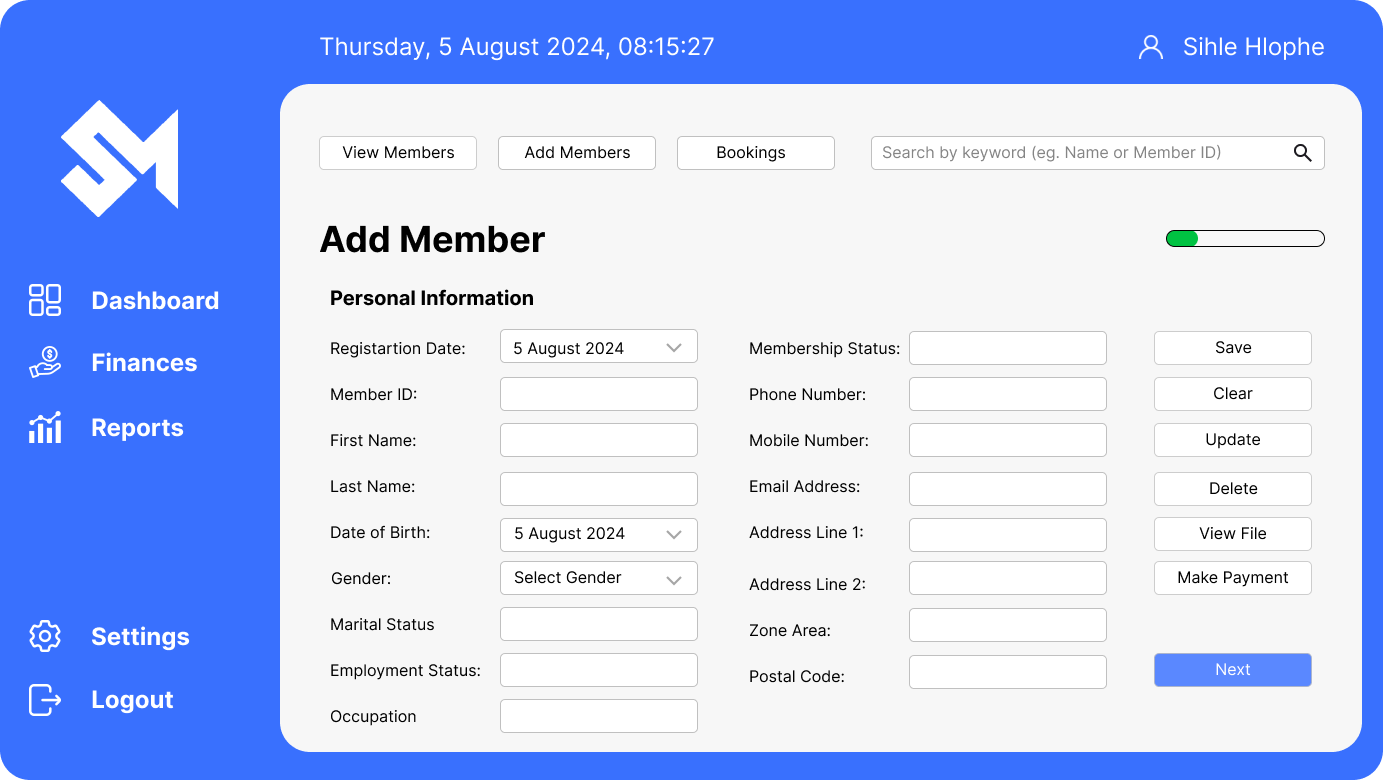 Thursday, 5 August 2024, 08:15:27
Sihle Hlophe
SM
View Members
Add Members
Bookings
Search by keyword (eg. Name or Member ID)
Add Member
Dashboard
Finances
Reports
Settings
Logout
Personal Information
Registartion Date:
5 August 2024
Member ID:
First Name:
Last Name:
Date of Birth:
5 August 2024
Gender:
Select Gender
Marital Status
Employment Status:
Occupation
Membership Status:
Phone Number:
Mobile Number:
Email Address:
Address Line 1:
Address Line 2:
Zone Area:
Postal Code:
Save
Clear
Update
Delete
View File
Make Payment
Next